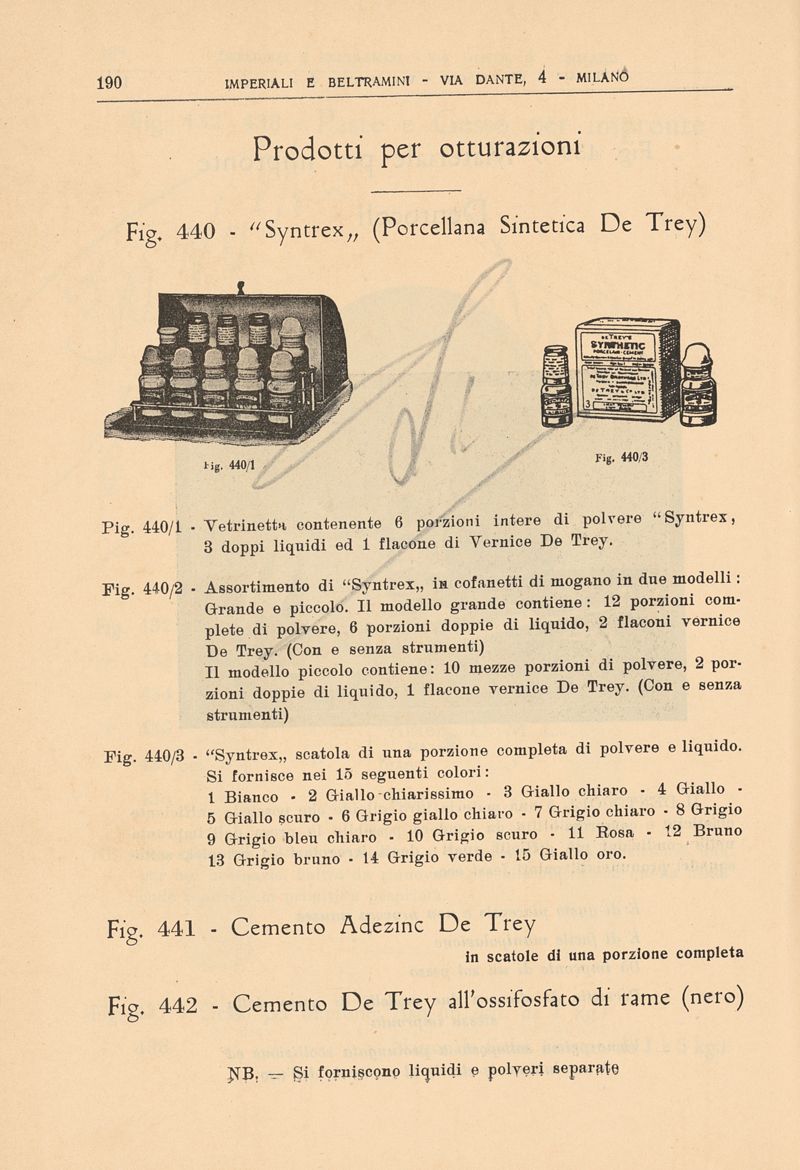 190
IMPERIALI E BELTRAMINI - VIA DANTE, 4 - MILANO
Prodotti per otturazioni
Fig. 440 - "Syntrex„ (Porcellana Sintetica De Trey)
DE TREY'S
SYNTHETIC
PORCELAIN-CEMENT
3
Fig. 440/1
Fig. 440/3
di
Pig. 440/1 - Vetrinetta contenente 6 porzioni intere di polvere “Syntrex,
3 doppi liquidi ed 1 flacone di Vernice De Trey.
Fig. 440/2 - Assortimento di “Syntrex„ in cofanetti di mogano in due modelli :
Grande e piccolo. Il modello grande contiene : 12 porzioni com-
plete di polvere, 6 porzioni doppie di liquido, 2 flaconi vernice
De Trey. (Con e senza strumenti)
Il modello piccolo contiene: 10 mezze porzioni di polvere, 2 por-
zioni doppie di liquido, 1 flacone vernice De Trey. (Con e senza
strumenti)
Fig. 440/3 - “Syntrex„ scatola di una porzione completa di polvere e liquido.
Si fornisce nei 15 seguenti colori :
1 Bianco - 2 Giallo chiarissimo - 3 Giallo chiaro - 4 Giallo -
5 Giallo scuro - 6 Grigio giallo chiaro - 7 Grigio chiaro - 8 Grigio
9 Grigio bleu chiaro - 10 Grigio scuro - 11 Rosa - 12 Bruno
13 Grigio bruno - 14 Grigio verde - 15 Giallo oro.
Fig. 441 - Cemento Adezinc De Trey
in scatole di una porzione completa
Fig. 442 - Cemento De Trey all'ossifosfato di rame (nero)
NB. — Si forniscono liquidi e polveri separate